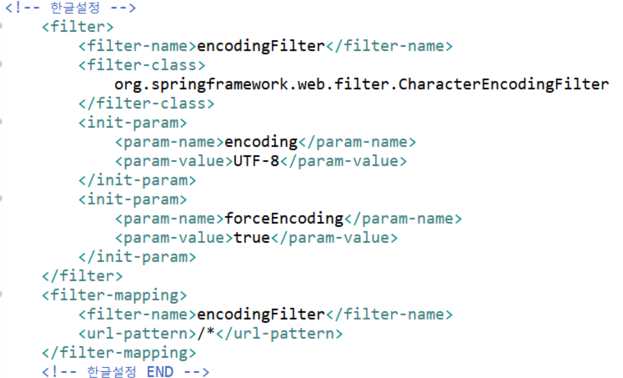 <!-- 한글설정 -->
<filter>
<filter-name>encodingFilter</filter-name>
<filter-class>
org.springframework.web.filter.CharacterEncodingFilter
</filter-class>
<init-param>
<param-name>encoding</param-name>
<param-value>UTF-8</param-value>
</init-param>
<init-param>
<param-name>forceEncoding</param-name>
<param-value>true</param-value>
</init-param>
</filter>
<filter-mapping>
<filter-name>encodingFilter</filter-name>
<url-pattern>/*</url-pattern>
</filter-mapping>
<!-- 한글설정 END -->